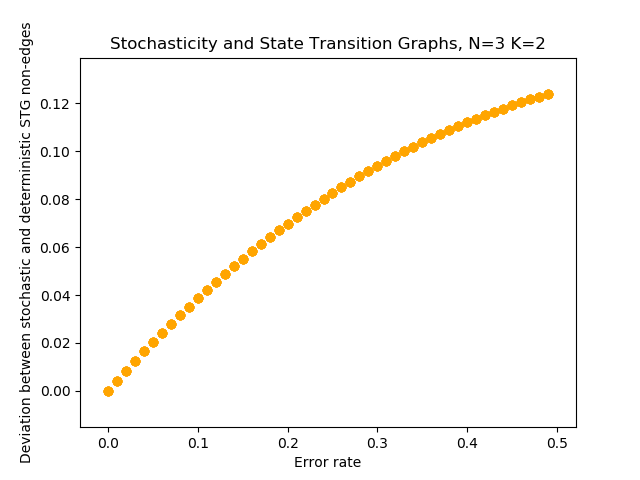 Stochasticity and State Transition Graphs, N=3 K=2
Deviation between stochastic and deterministic STG non-edges
0.12
0.10
0.08
0.06
0.04
0.02
0.00
0.0 0.1 0.2 0.3 0.4 0.5
Error rate